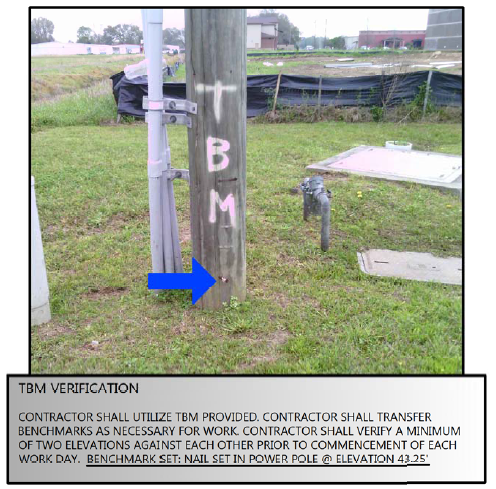 T
B
M
TBM VERIFICATION
CONTRACTOR SHALL UTILIZE TBM PROVIDED. CONTRACTOR SHALL TRANSFER
BENCHMARKS AS NECESSARY FOR WORK. CONTRACTOR SHALL VERIFY A MINIMUM
OF TWO ELEVATIONS AGAINST EACH OTHER PRIOR TO COMMENCEMENT OF EACH
WORK DAY. BENCHMARK SET: NAIL SET IN POWER POLE @ ELEVATION 43.25'